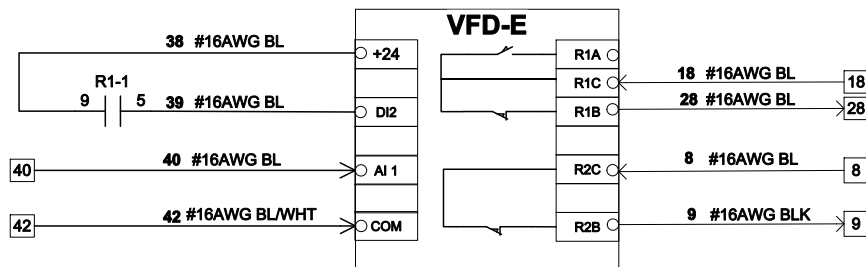 VFD-E
38 #16AWG BL
+24
R1A
R1-1
R1C
18 #16AWG BL
18
9 5 39 #16AWG BL
DI2
R1B
28 #16AWG BL
28
40
40 #16AWG BL
AI 1
R2C
8 #16AWG BL
8
42
42 #16AWG BL/WHT
COM
R2B
9 #16AWG BLK
9